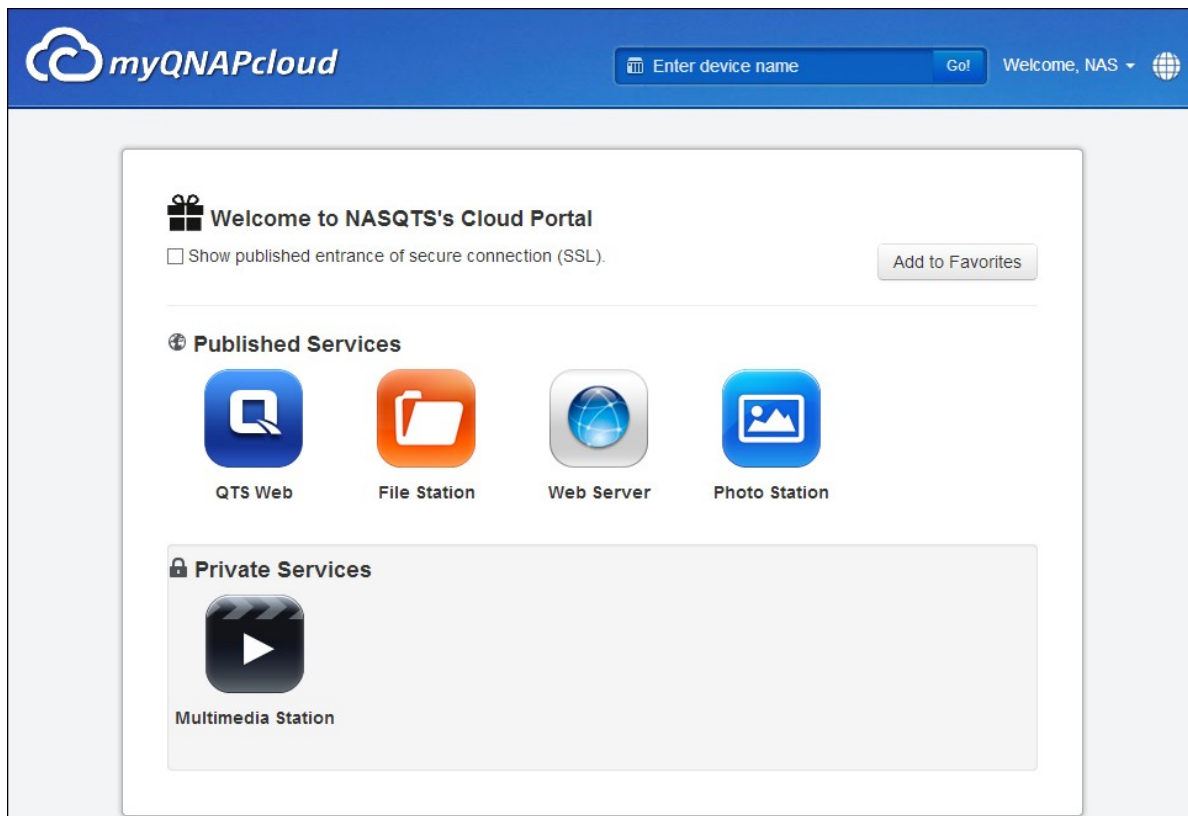 myQNAPcloud
Enter device name
Go!
Welcome, NAS
Welcome to NASQTS's Cloud Portal
Show published entrance of secure connection (SSL).
Add to Favorites
Published Services
QTS Web
File Station
Web Server
Photo Station
Private Services
Multimedia Station